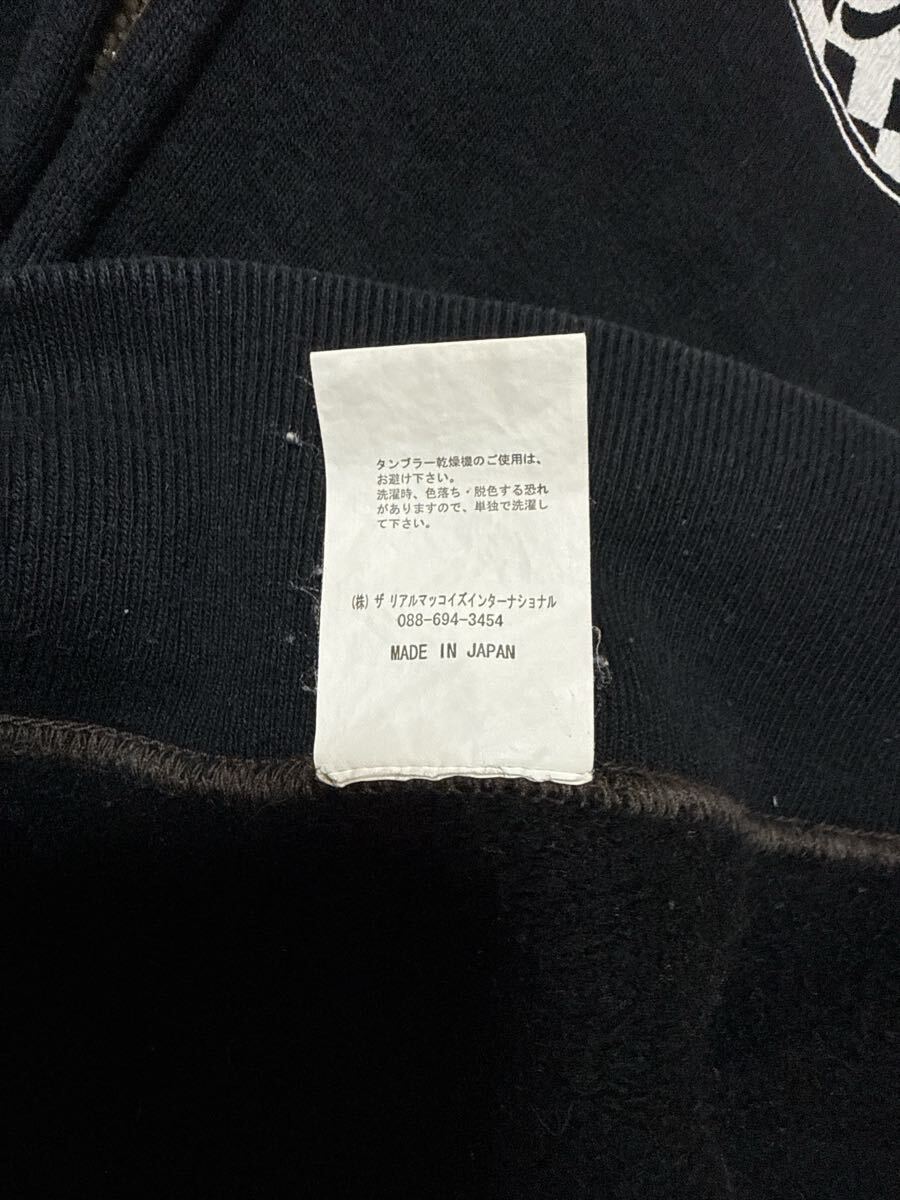 タンブラー乾燥機のご使用は、
お避け下さい。
洗濯時、色落ち・脱色する恐れ
がありますので、単独で洗濯し
て下さい。
(株) ザ リアルマッコイズインターナショナル
088-694-3454
MADE IN JAPAN